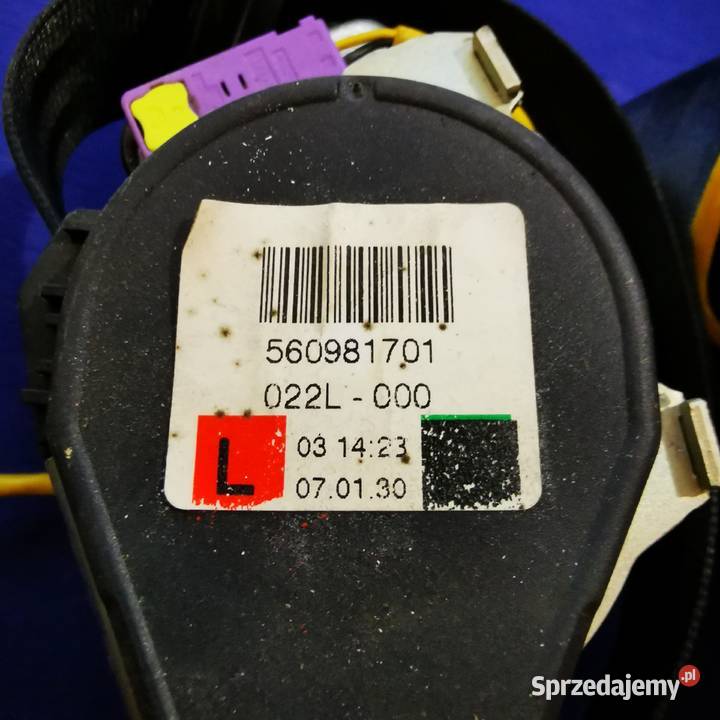 560981701
022L - 000
L
03 14:23
07.01.30
Sprzedajemy.pl